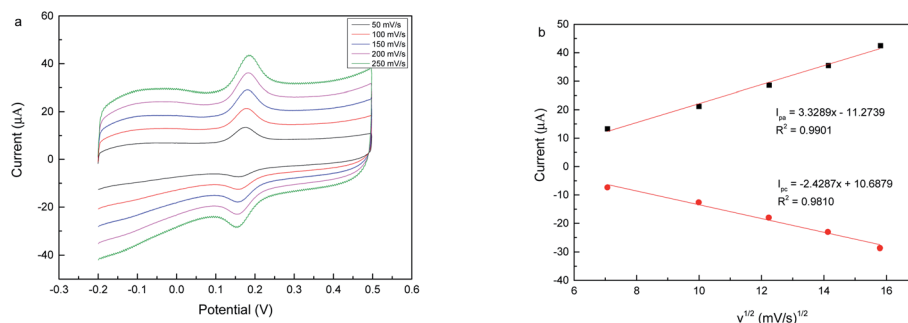 a
50 mV/s
100 mV/s
150 mV/s
200 mV/s
250 mV/s
60
40
20
0
-20
-40
Current (µA)
-0.3 -0.2 -0.1 0.0 0.1 0.2 0.3 0.4 0.5 0.6
Potential (V)
b
50
40
30
20
10
0
-10
-20
-30
-40
Current (µA)
Ipa = 3.3289x - 11.2739
R² = 0.9901
Ipc = -2.4287x + 10.6879
R² = 0.9810
6 8 10 12 14 16
v^1/2 (mV/s)^1/2